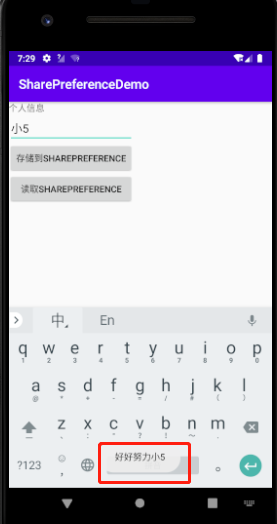 7:29
SharePreferenceDemo
个人信息
小5
存储到SHAREPREFERENCE
读取SHAREPREFERENCE
中 En
q w e r t y u i o p
1 2 3 4 5 6 7 8 9 0
a s d f g h j k l
z x c v b n m
?123 , 。
好好努力小5